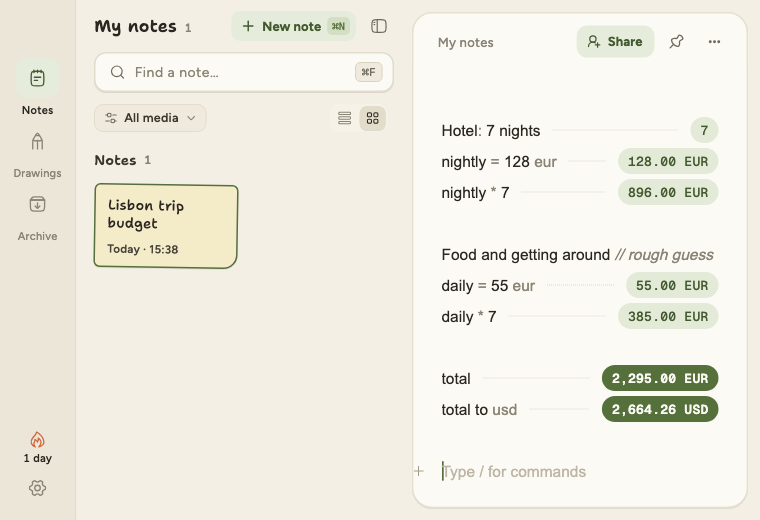 My notes 1
New note ⌘N
Find a note... ⌘F
All media
Notes
Drawings
Archive
1 day
Notes 1
Lisbon trip
budget
Today · 15:38
My notes
Share
Hotel: 7 nights 7
nightly = 128 eur 128.00 EUR
nightly * 7 896.00 EUR
Food and getting around // rough guess
daily = 55 eur 55.00 EUR
daily * 7 385.00 EUR
total 2,295.00 EUR
total to usd 2,664.26 USD
Type / for commands